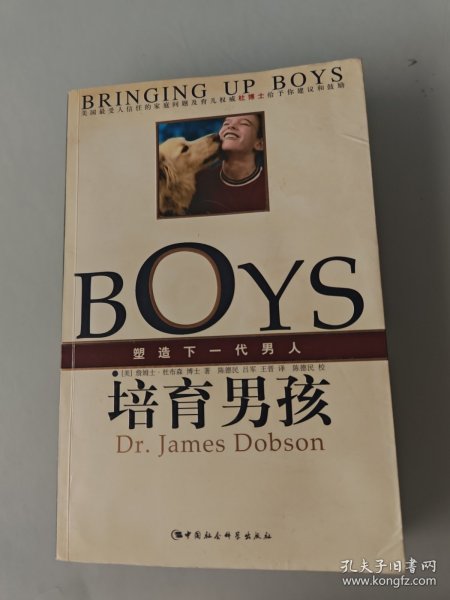 BRINGING UP BOYS
美国最受人信任的家庭问题及育儿权威杜博士给予你建议和鼓励
BOYS
塑造下一代男人
[美] 詹姆士·杜布森 博士 著 陈德民 吕军 王晋 译 陈德民 校
培育男孩
Dr. James Dobson
中国社会科学出版社
孔夫子旧书网
www.kongfz.com